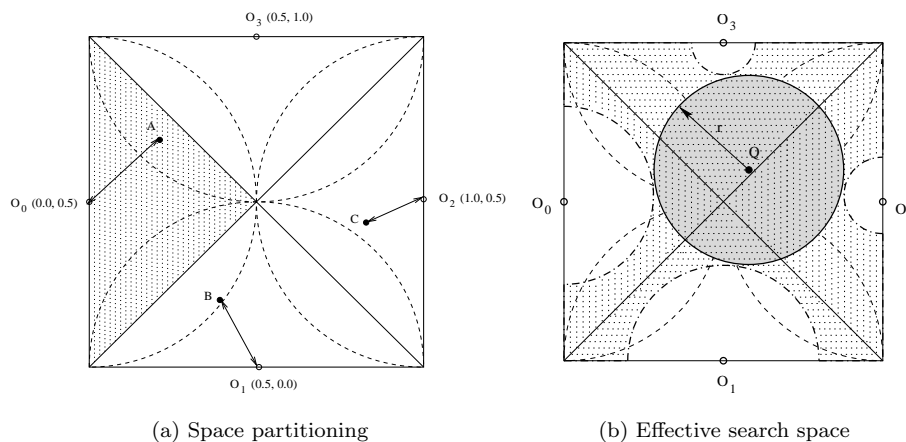 O3 (0.5, 1.0)
A
O0 (0.0, 0.5)
O2 (1.0, 0.5)
C
B
O1 (0.5, 0.0)
(a) Space partitioning
O3
r
Q
O0
O
O1
(b) Effective search space